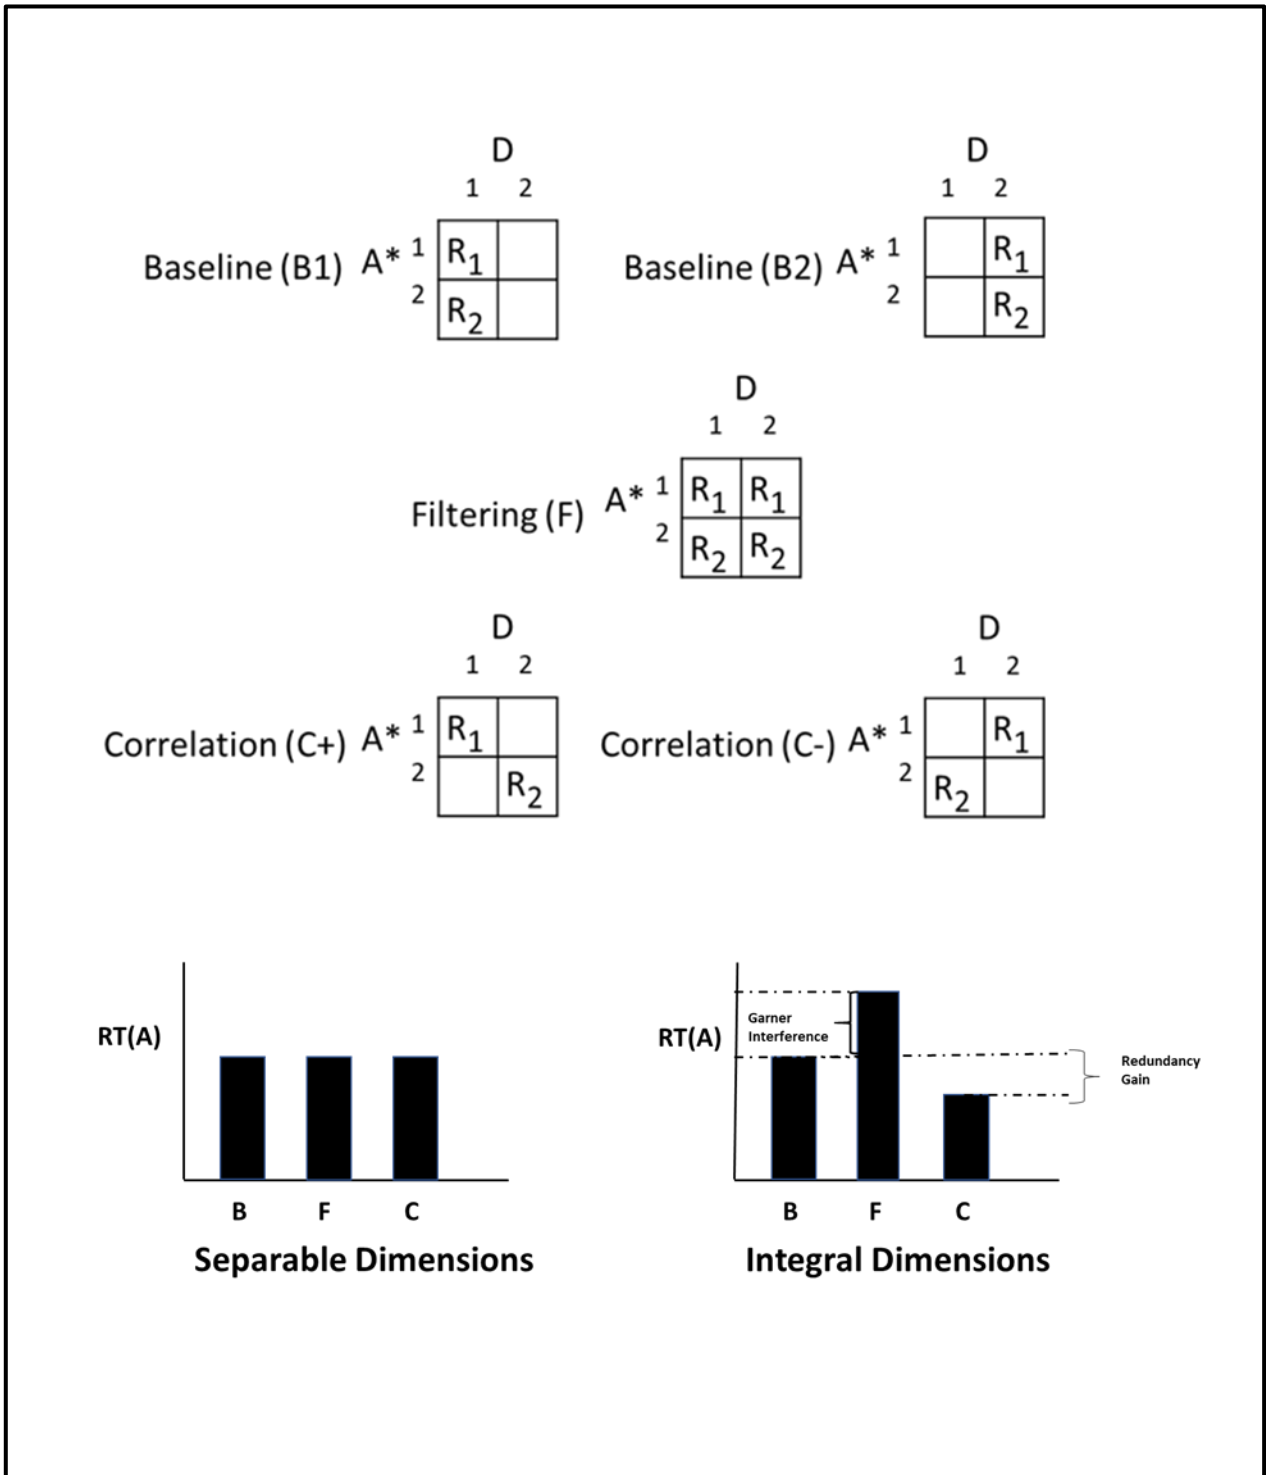 D D
1 2 1 2
Baseline (B1) A* 1 R1 Baseline (B2) A* 1 R1
2 R2 2 R2
D
1 2
Filtering (F) A* 1 R1 R1
2 R2 R2
D D
1 2 1 2
Correlation (C+) A* 1 R1 Correlation (C-) A* 1 R1
2 R2 2 R2
RT(A)
B F C
Separable Dimensions
RT(A)
Garner
Interference
Redundancy
Gain
B F C
Integral Dimensions